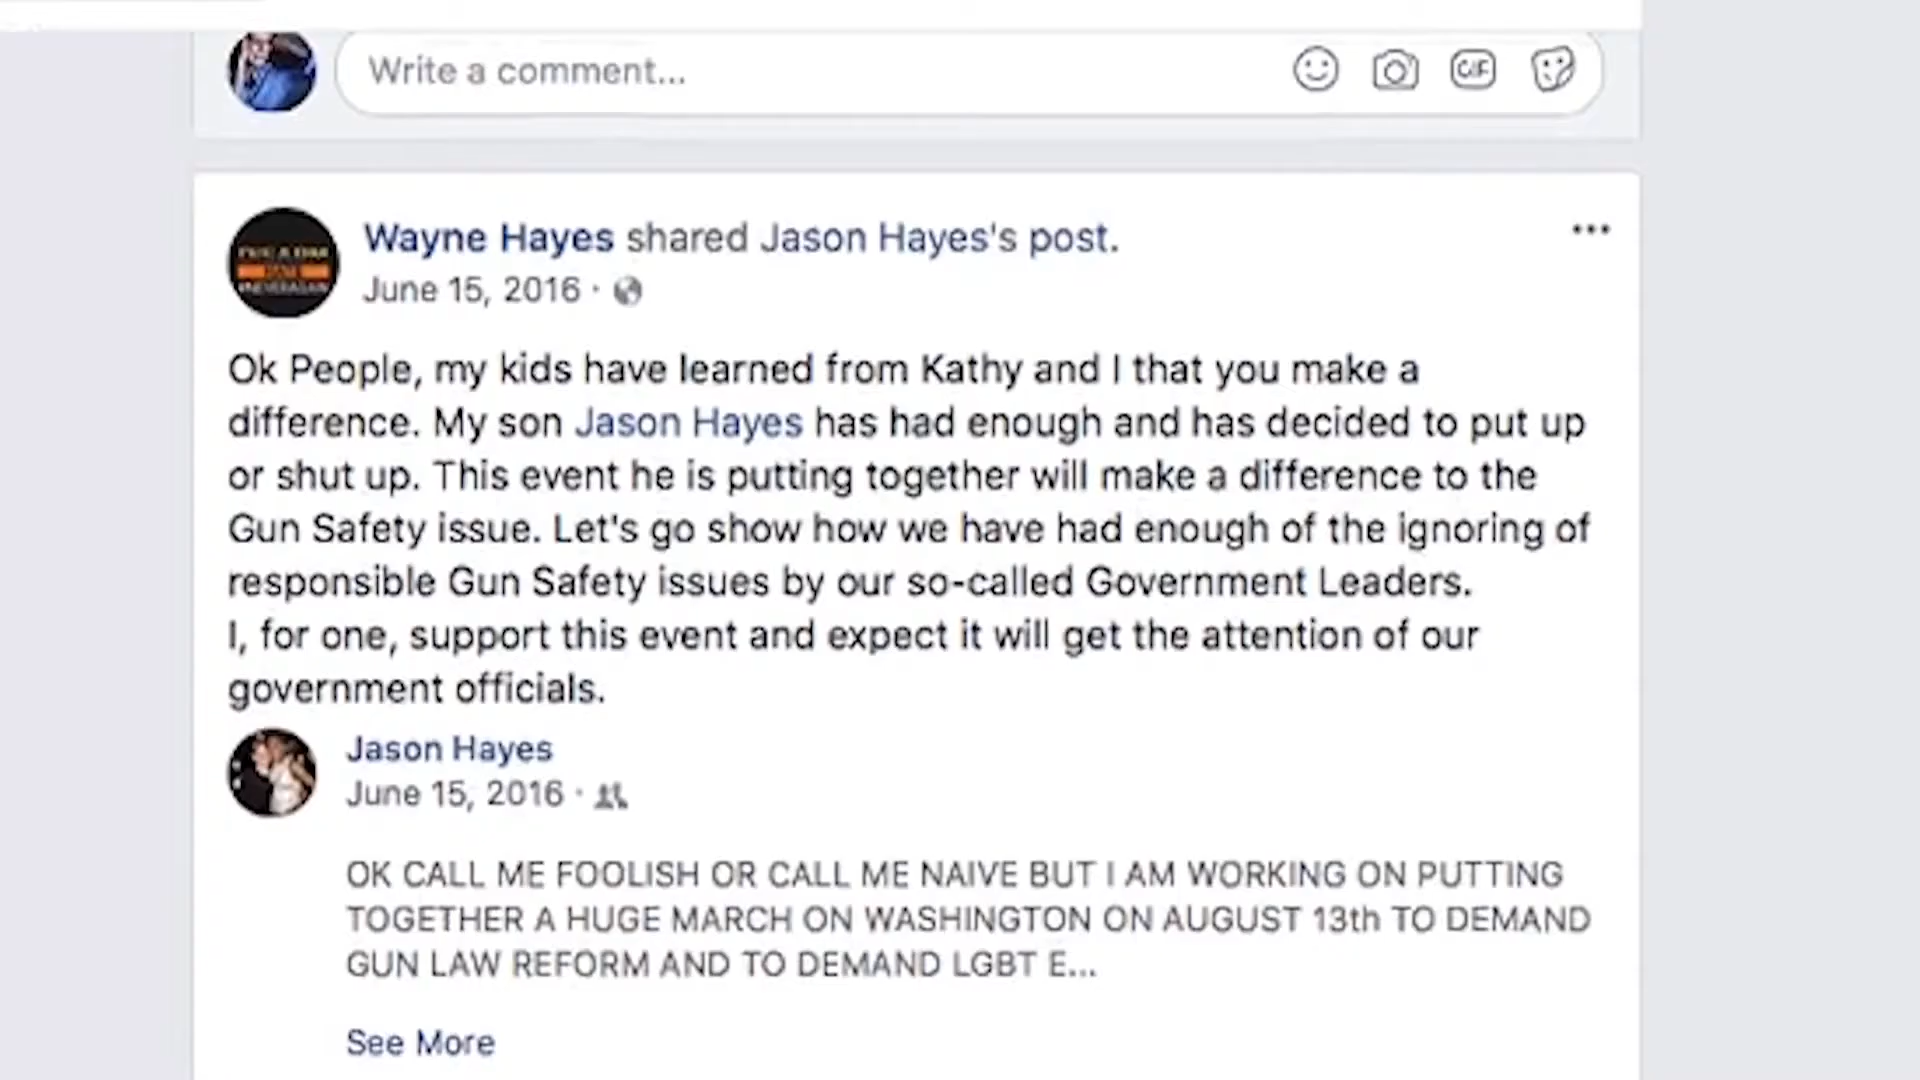 Write a comment...
GIF
Wayne Hayes shared Jason Hayes's post.
June 15, 2016 ·
Ok People, my kids have learned from Kathy and I that you make a
difference. My son Jason Hayes has had enough and has decided to put up
or shut up. This event he is putting together will make a difference to the
Gun Safety issue. Let's go show how we have had enough of the ignoring of
responsible Gun Safety issues by our so-called Government Leaders.
I, for one, support this event and expect it will get the attention of our
government officials.
Jason Hayes
June 15, 2016 ·
OK CALL ME FOOLISH OR CALL ME NAIVE BUT I AM WORKING ON PUTTING
TOGETHER A HUGE MARCH ON WASHINGTON ON AUGUST 13th TO DEMAND
GUN LAW REFORM AND TO DEMAND LGBT E...
See More